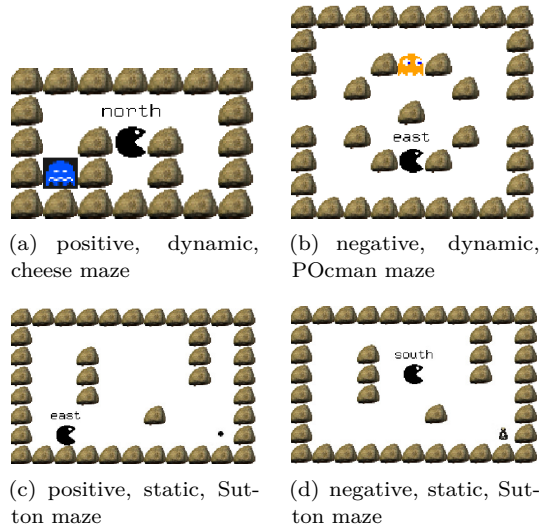 north
east
(a) positive, dynamic,
cheese maze
(b) negative, dynamic,
POcman maze
east
south
(c) positive, static, Sut-
ton maze
(d) negative, static, Sut-
ton maze